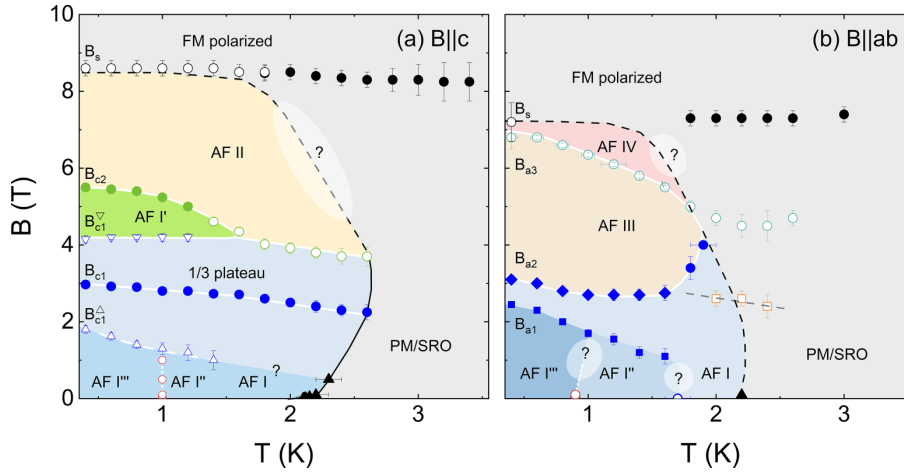 10
8
6
4
2
0
B (T)
1
2
3
T (K)
(a) B||c
FM polarized
B_s
AF II
?
B_c2
AF I'
B_c1^▽
1/3 plateau
B_c1
B_c1^△
?
AF I'''
AF I''
AF I
PM/SRO
1
2
3
T (K)
(b) B||ab
FM polarized
B_s
AF IV
?
B_a3
AF III
B_a2
B_a1
?
?
AF I'''
AF I''
AF I
PM/SRO